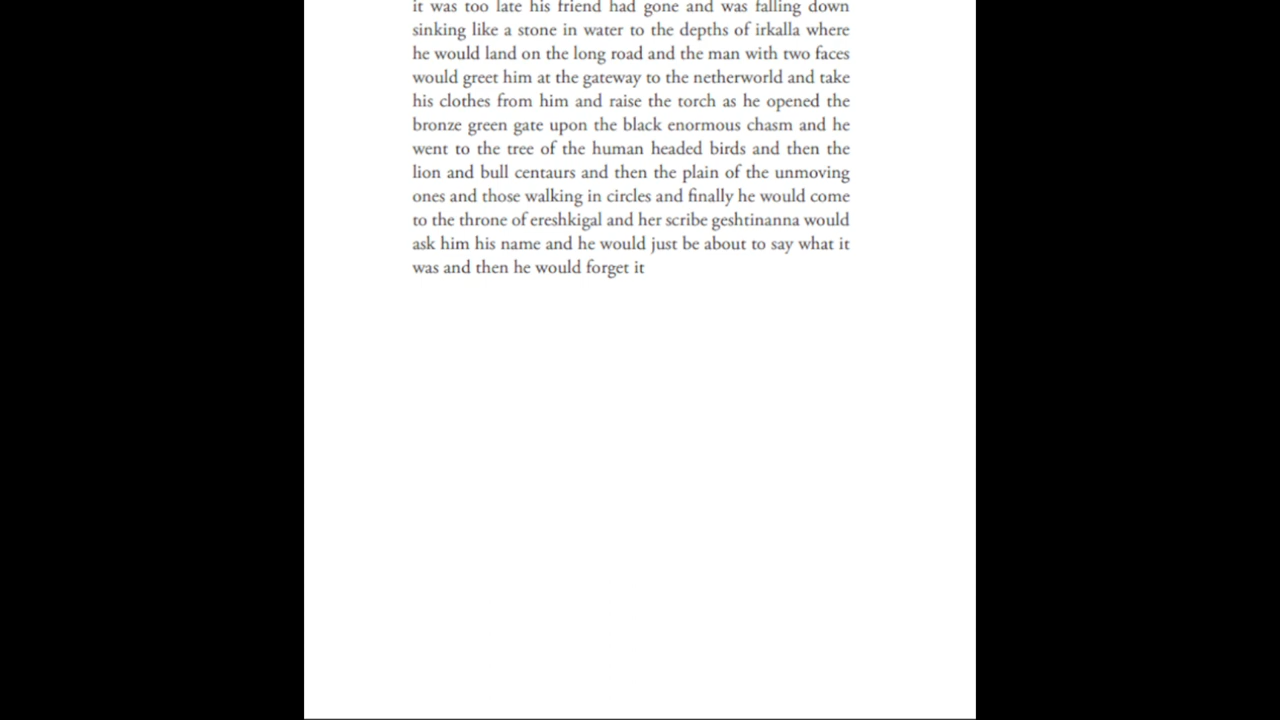 it was too late his friend had gone and was falling down
sinking like a stone in water to the depths of irkalla where
he would land on the long road and the man with two faces
would greet him at the gateway to the netherworld and take
his clothes from him and raise the torch as he opened the
bronze green gate upon the black enormous chasm and he
went to the tree of the human headed birds and then the
lion and bull centaurs and then the plain of the unmoving
ones and those walking in circles and finally he would come
to the throne of ereshkigal and her scribe geshtinanna would
ask him his name and he would just be about to say what it
was and then he would forget it